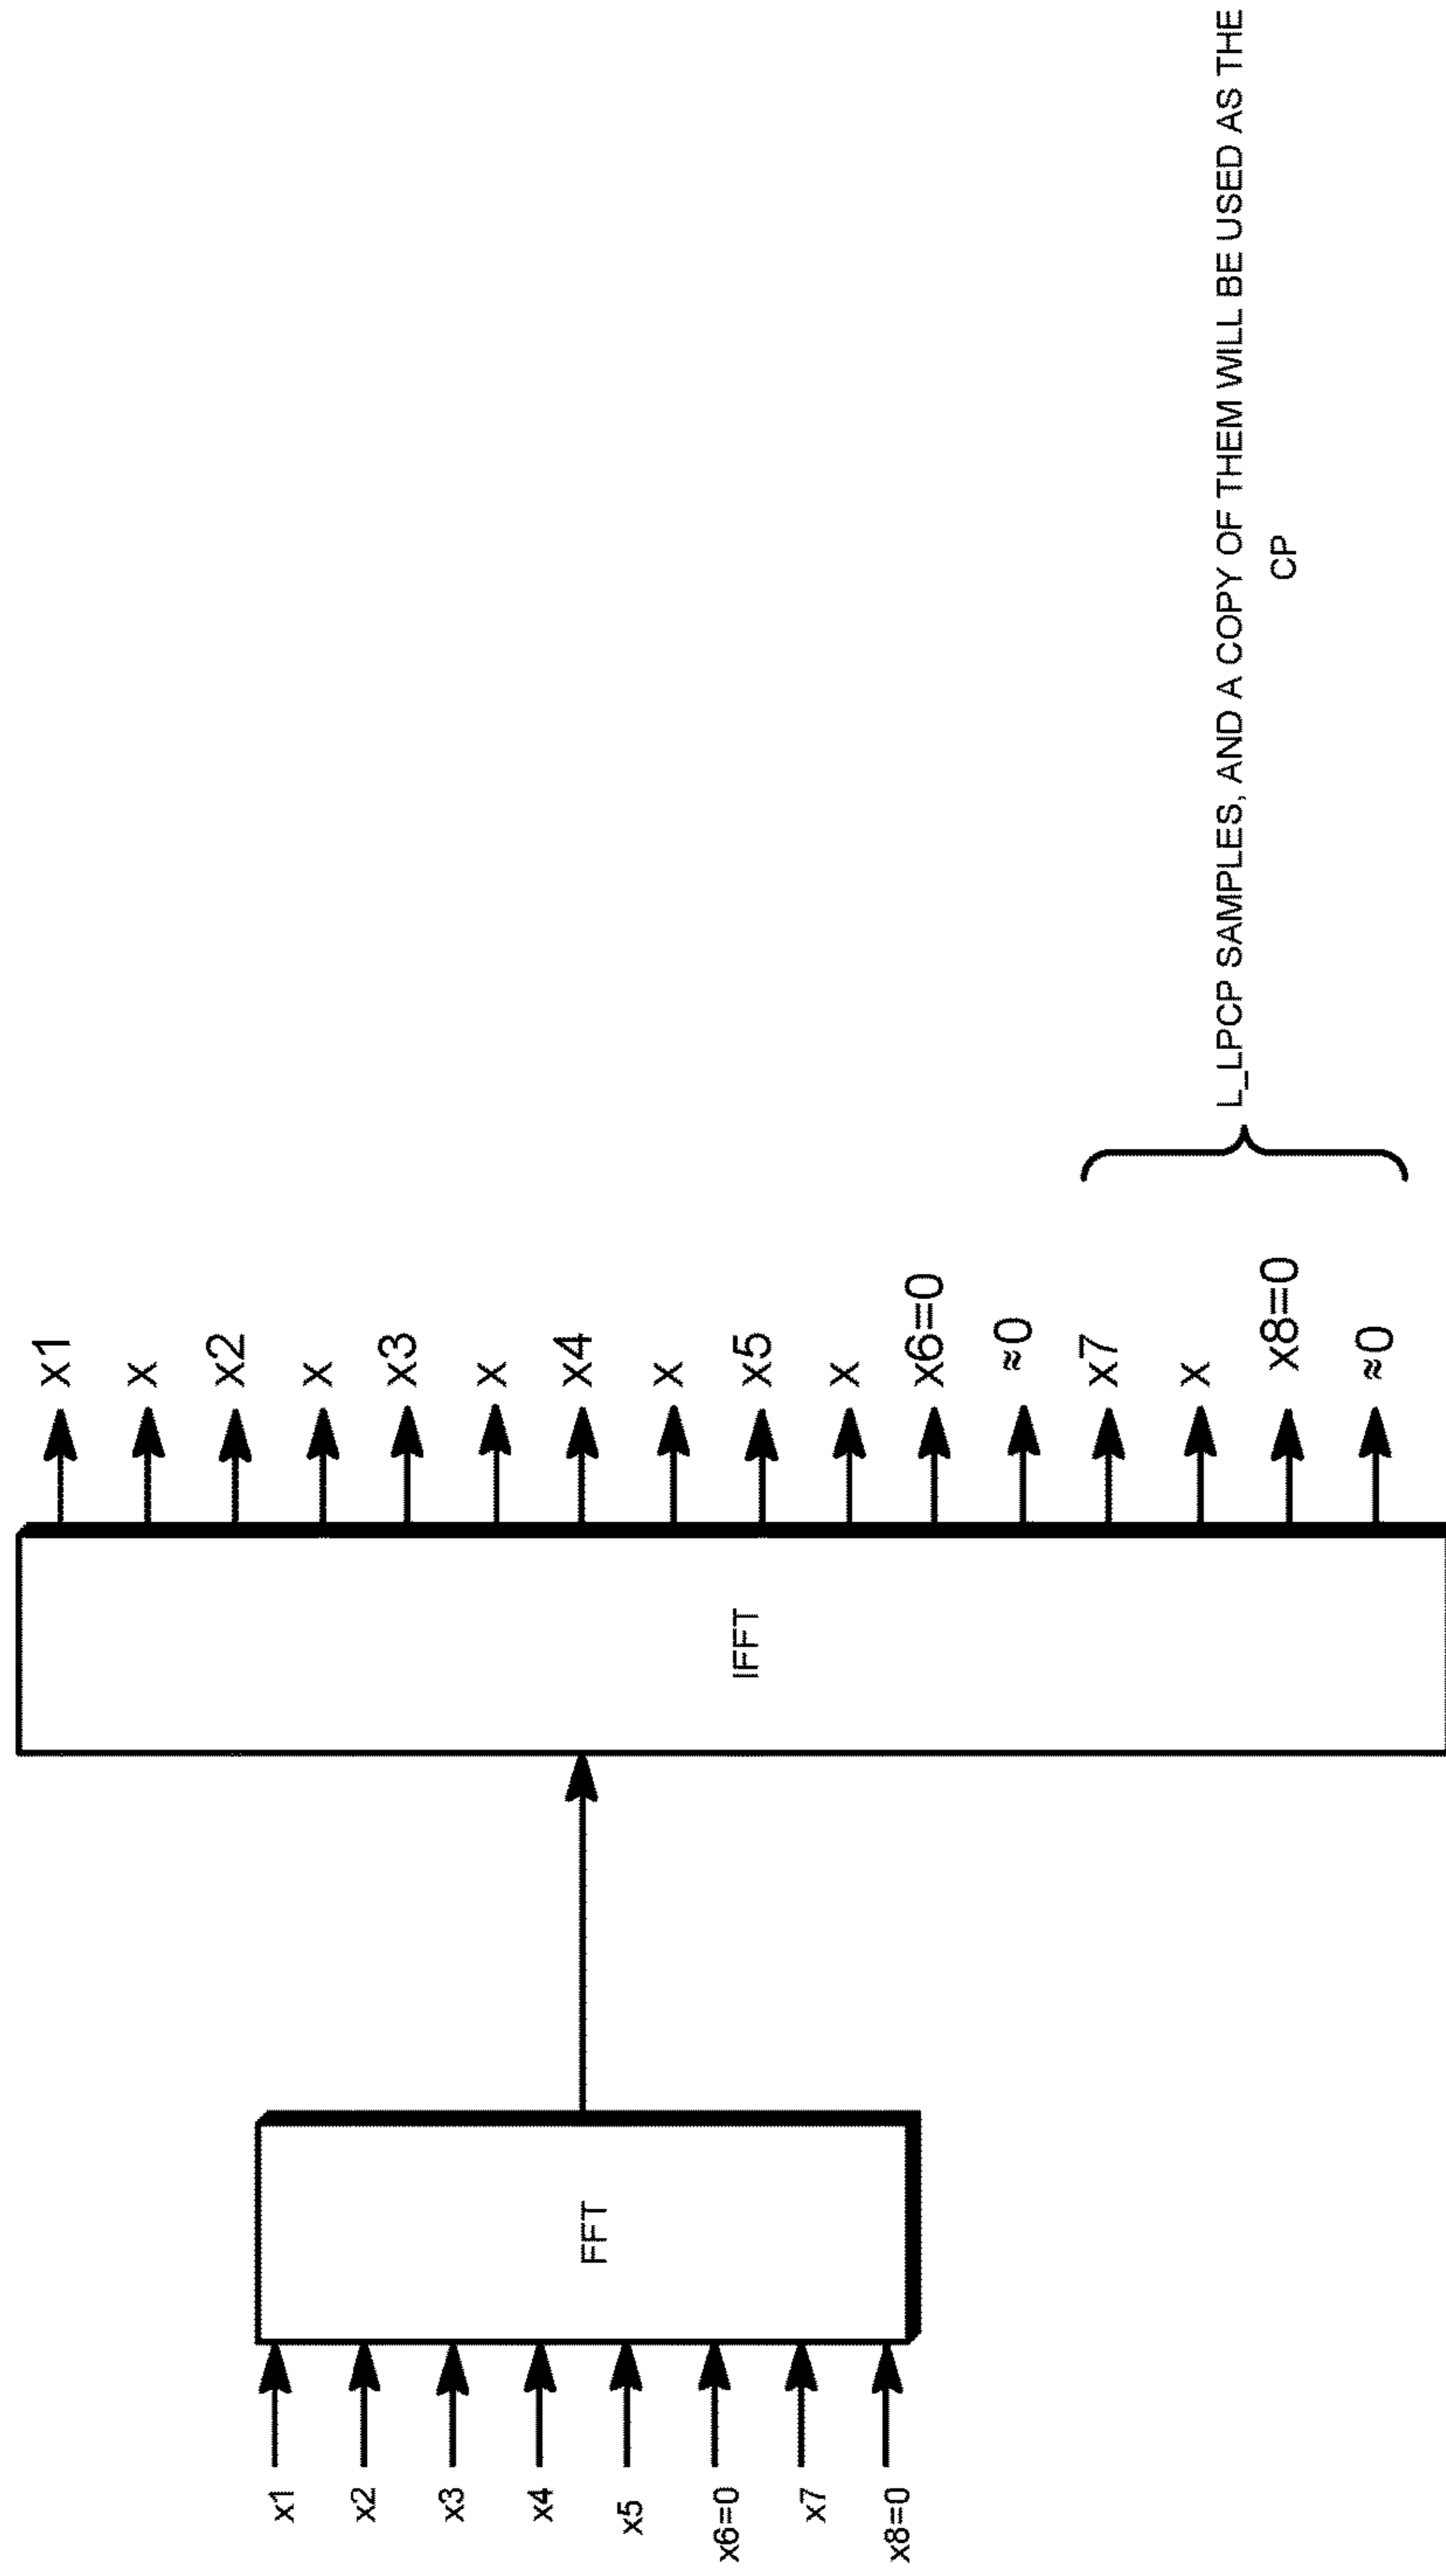 x1
x2
x3
x4
x5
x6=0
x7
x8=0
FFT
IFFT
x1
x
x2
x
x3
x
x4
x
x5
x
x6=0
≈0
x7
x
x8=0
≈0
L_LPCP SAMPLES, AND A COPY OF THEM WILL BE USED AS THE
CP